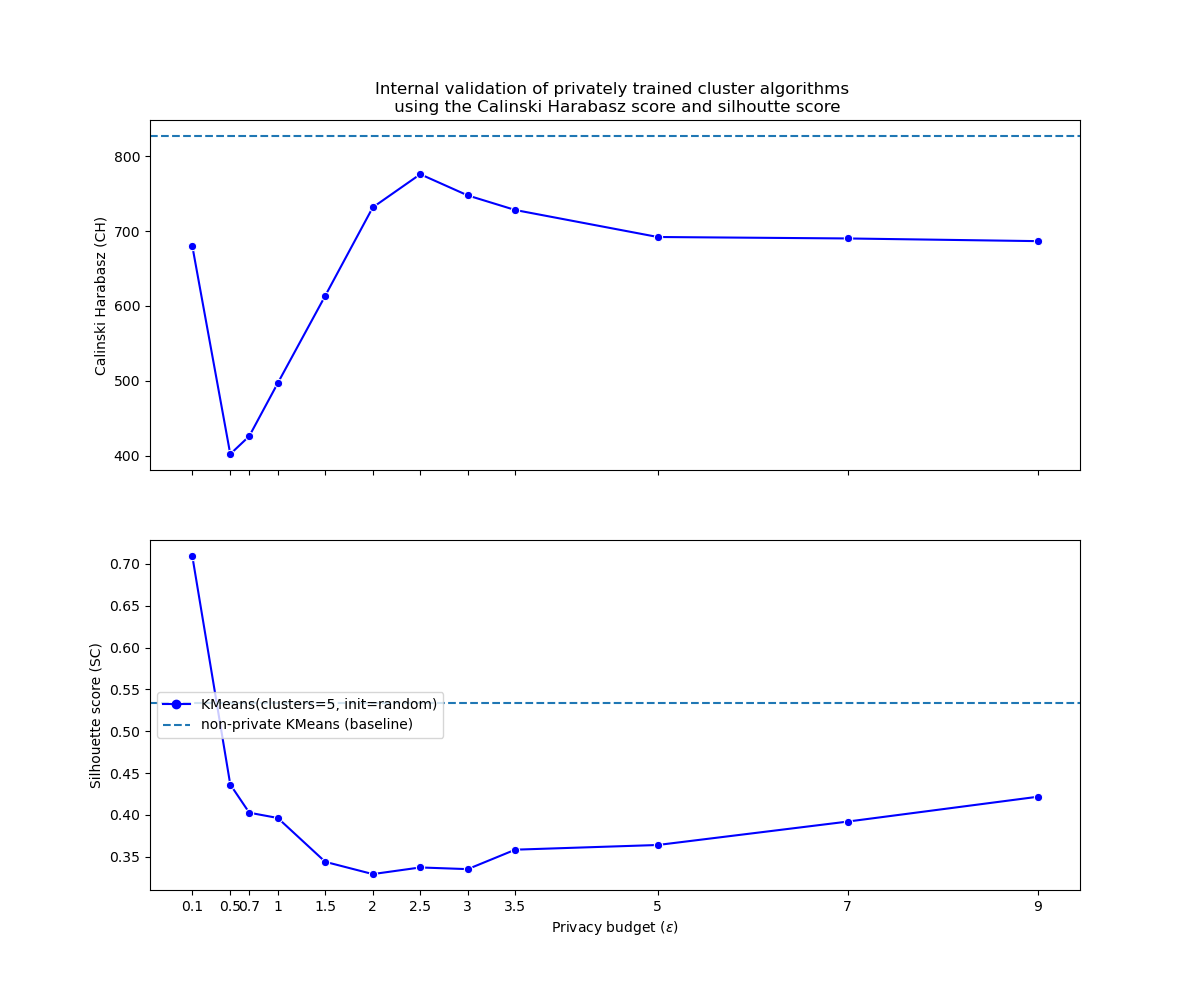 Internal validation of privately trained cluster algorithms
using the Calinski Harabasz score and silhoutte score
Calinski Harabasz (CH)
800
700
600
500
400
Silhouette score (SC)
0.70
0.65
0.60
0.55
0.50
0.45
0.40
0.35
KMeans(clusters=5, init=random)
non-private KMeans (baseline)
0.1 0.5 0.7 1 1.5 2 2.5 3 3.5 5 7 9
Privacy budget (ε)